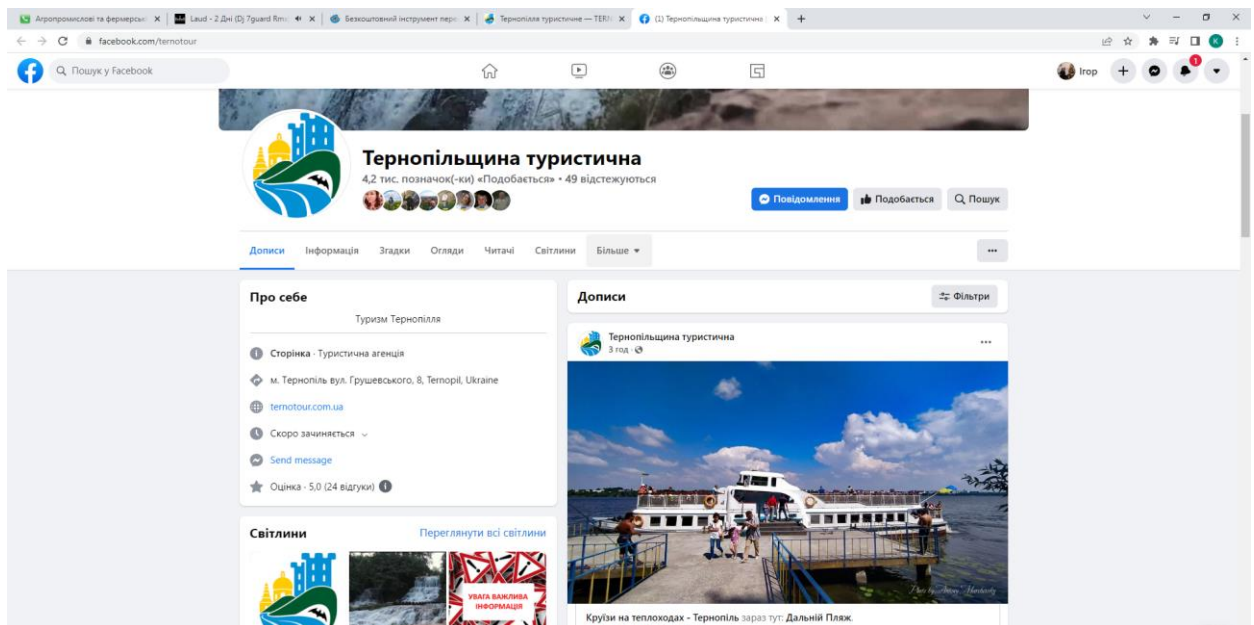 Агропромислові та фермерськ
Laud - 2 Дні (Dj 7guard Rmx
Безкоштовний інструмент пере
Тернопілля туристичне — TERN
(1) Тернопільщина туристична |
facebook.com/ternotour
K
Пошук у Facebook
Ігор
1
Тернопільщина туристична
4,2 тис. позначок(-ки) «Подобається» • 49 відстежуються
Повідомлення
Подобається
Пошук
Дописи Інформація Згадки Огляди Читачі Світлини Більше
Про себе
Туризм Тернопілля
Сторінка · Туристична агенція
м. Тернопіль вул. Грушевського, 8, Ternopil, Ukraine
ternotour.com.ua
Скоро зачиняється
Send message
Оцінка · 5,0 (24 відгуки)
Світлини
Переглянути всі світлини
УВАГА ВАЖЛИВА
ІНФОРМАЦІЯ
Дописи
Фільтри
Тернопільщина туристична
3 год ·
Круїзи на теплоходах - Тернопіль зараз тут: Дальній Пляж.